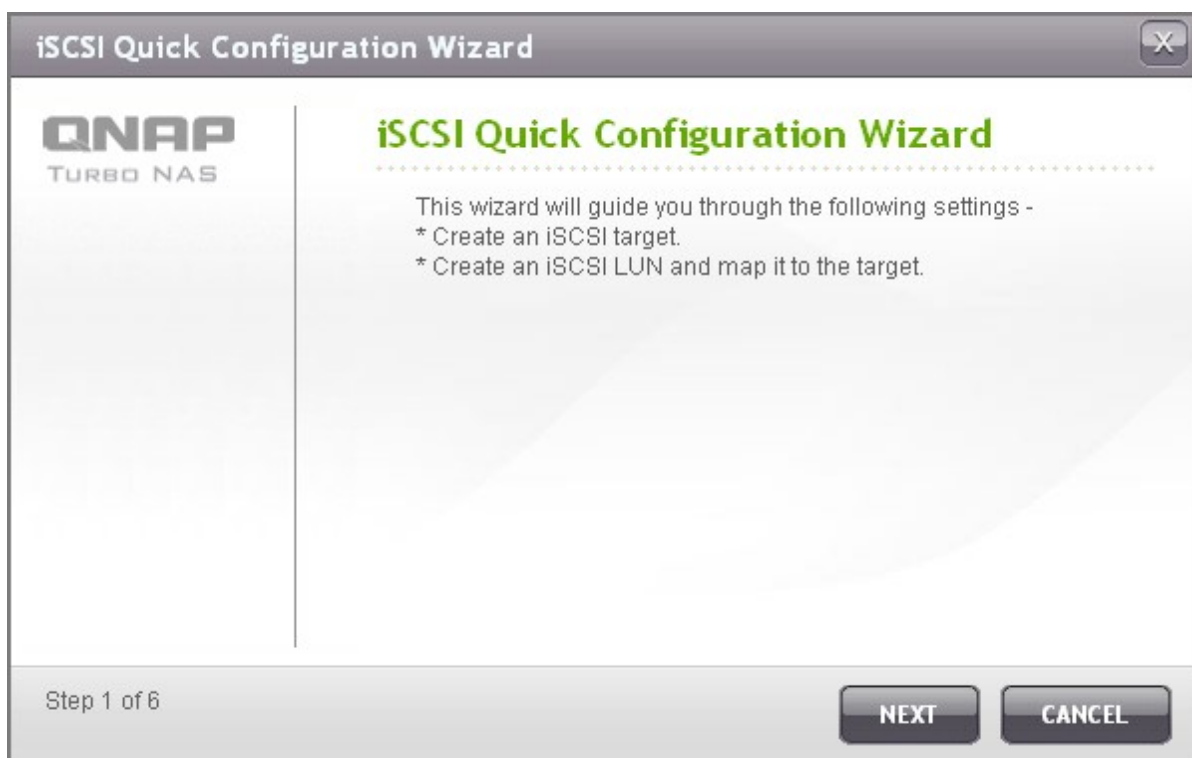 iSCSI Quick Configuration Wizard
X
QNAP
TURBO NAS
iSCSI Quick Configuration Wizard
This wizard will guide you through the following settings -
* Create an iSCSI target.
* Create an iSCSI LUN and map it to the target.
Step 1 of 6
NEXT
CANCEL